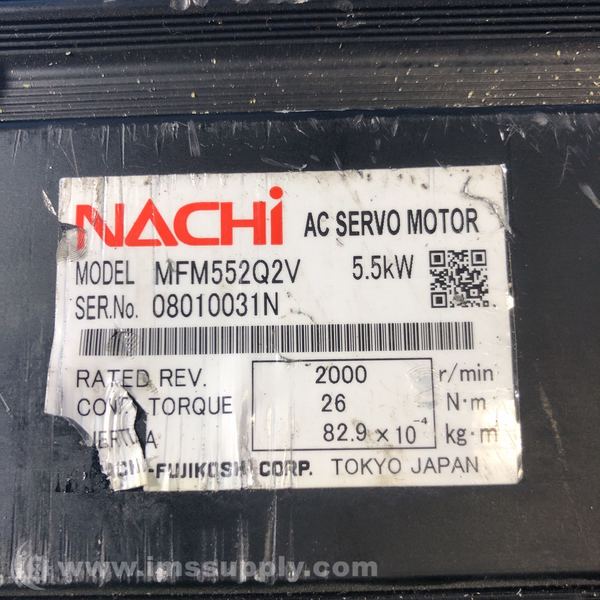 NACHi AC SERVO MOTOR
MODEL MFM552Q2V 5.5kW
SER.No. 08010031N
RATED REV. 2000 r/min
TORQUE 26 N·m
82.9 × 10⁻⁴ kg·m
-FUJIKOSHI CORP. TOKYO JAPAN
© www.imssupply.com